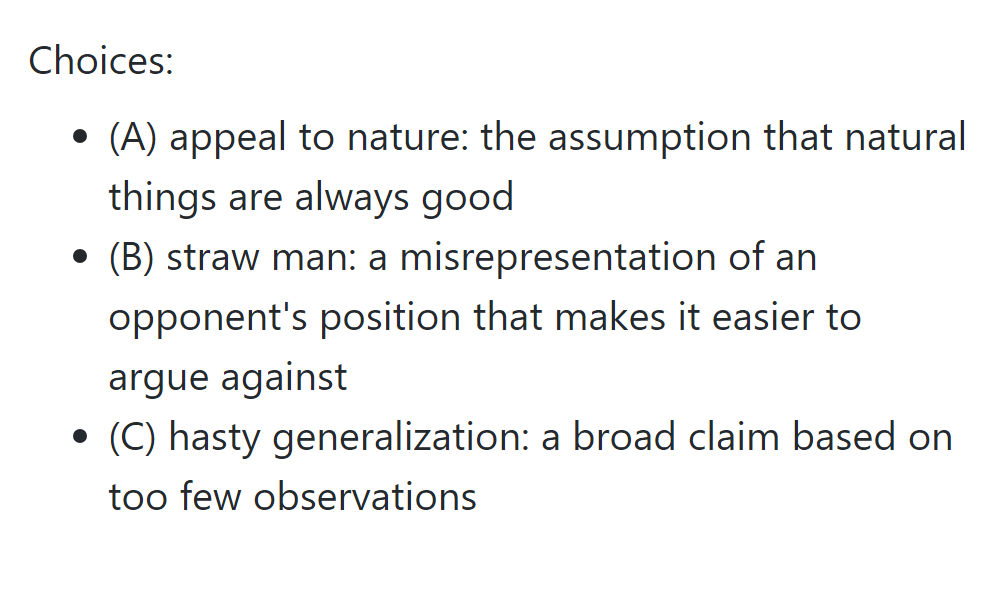 Choices:
• (A) appeal to nature: the assumption that natural
things are always good
• (B) straw man: a misrepresentation of an
opponent's position that makes it easier to
argue against
• (C) hasty generalization: a broad claim based on
too few observations